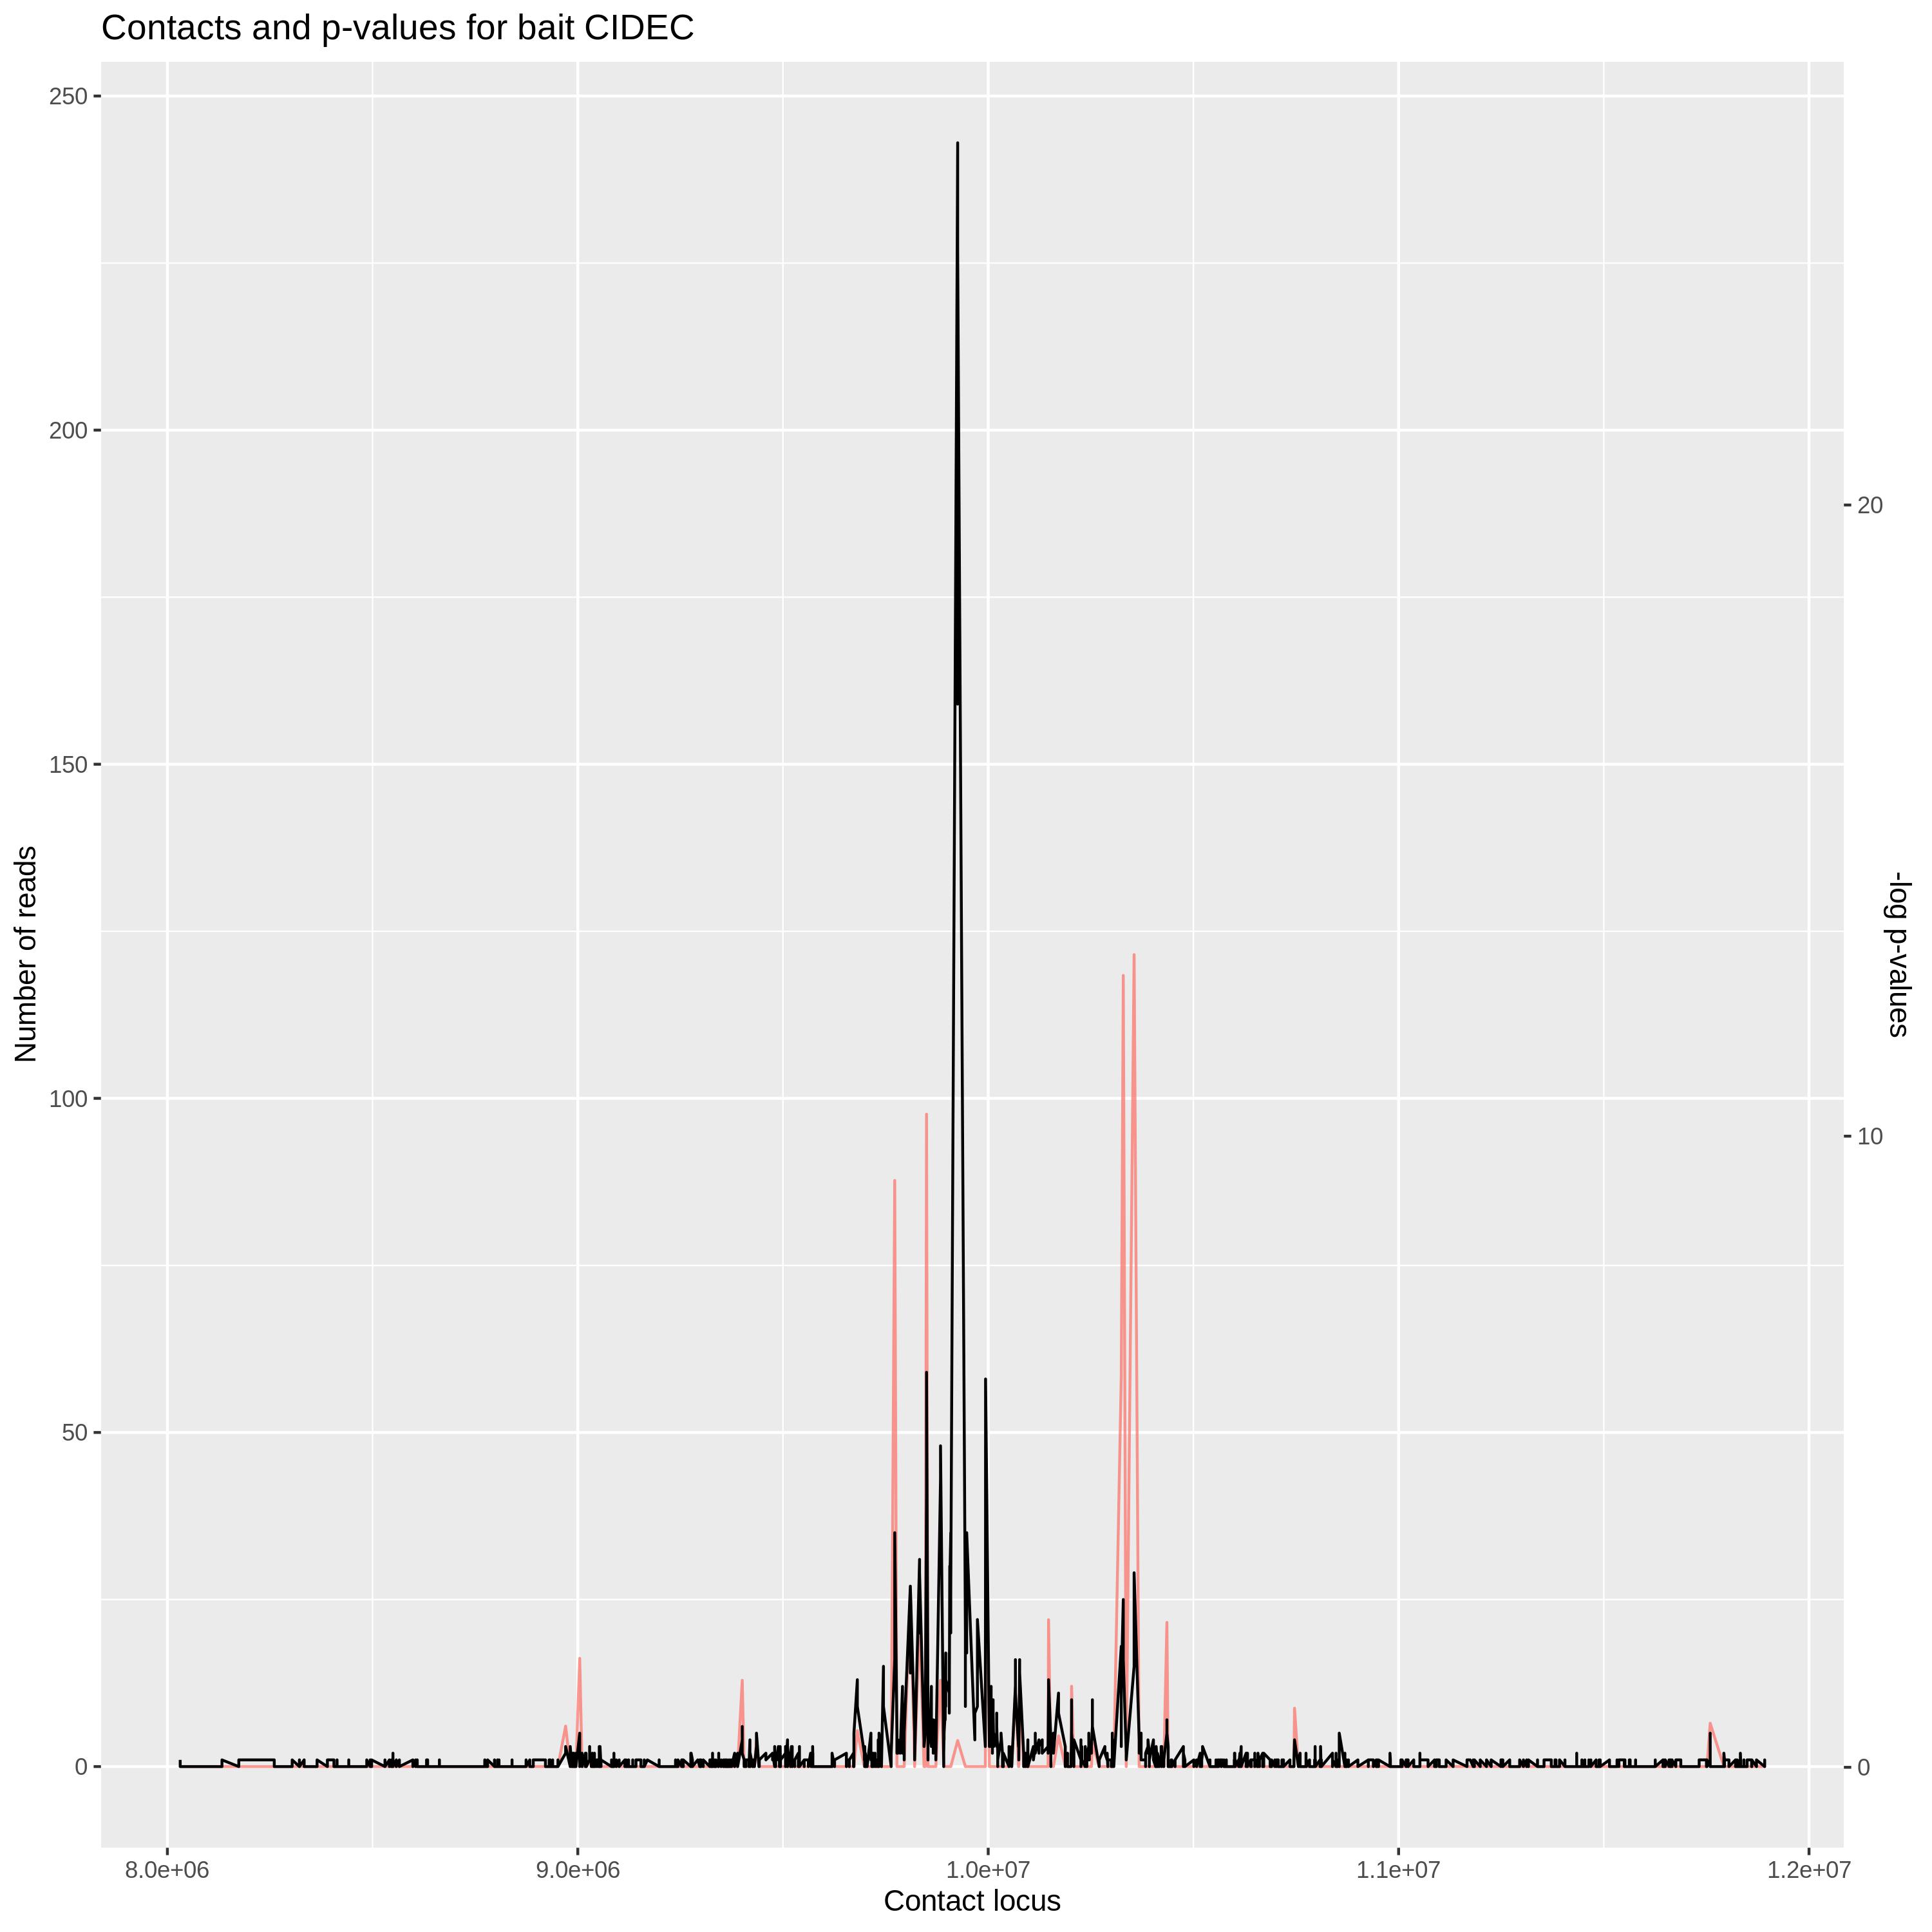 Contacts and p-values for bait CIDEC
250
200
150
100
50
0
Number of reads
20
10
0
-log p-values
8.0e+06
9.0e+06
1.0e+07
1.1e+07
1.2e+07
Contact locus